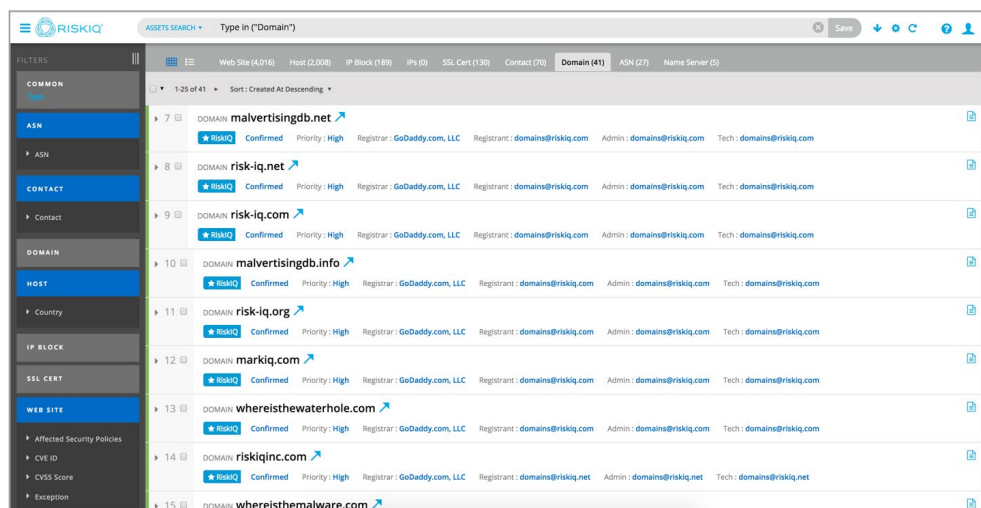 RISKIQ
ASSETS SEARCH Type in ("Domain") Save
FILTERS
Web Site (4,016) Host (2,008) IP Block (189) IPs (0) SSL Cert (130) Contact (70) Domain (41) ASN (27) Name Server (5)
COMMON
Type
1-25 of 41 Sort : Created At Descending
ASN
ASN
CONTACT
Contact
DOMAIN
HOST
Country
IP BLOCK
SSL CERT
WEB SITE
Affected Security Policies
CVE ID
CVSS Score
Exception
7 DOMAIN malvertisingdb.net
RiskIQ Confirmed Priority : High Registrar : GoDaddy.com, LLC Registrant : domains@riskiq.com Admin : domains@riskiq.com Tech : domains@riskiq.com
8 DOMAIN risk-iq.net
RiskIQ Confirmed Priority : High Registrar : GoDaddy.com, LLC Registrant : domains@riskiq.com Admin : domains@riskiq.com Tech : domains@riskiq.com
9 DOMAIN risk-iq.com
RiskIQ Confirmed Priority : High Registrar : GoDaddy.com, LLC Registrant : domains@riskiq.com Admin : domains@riskiq.com Tech : domains@riskiq.com
10 DOMAIN malvertisingdb.info
RiskIQ Confirmed Priority : High Registrar : GoDaddy.com, LLC Registrant : domains@riskiq.com Admin : domains@riskiq.com Tech : domains@riskiq.com
11 DOMAIN risk-iq.org
RiskIQ Confirmed Priority : High Registrar : GoDaddy.com, LLC Registrant : domains@riskiq.com Admin : domains@riskiq.com Tech : domains@riskiq.com
12 DOMAIN markiq.com
RiskIQ Confirmed Priority : High Registrar : GoDaddy.com, LLC Registrant : domains@riskiq.com Admin : domains@riskiq.com Tech : domains@riskiq.com
13 DOMAIN whereisthewaterhole.com
RiskIQ Confirmed Priority : High Registrar : GoDaddy.com, LLC Registrant : domains@riskiq.com Admin : domains@riskiq.com Tech : domains@riskiq.com
14 DOMAIN riskiqinc.com
RiskIQ Confirmed Priority : High Registrar : GoDaddy.com, LLC Registrant : domains@riskiq.net Admin : domains@riskiq.net Tech : domains@riskiq.net
15 DOMAIN whereisthemalware.com